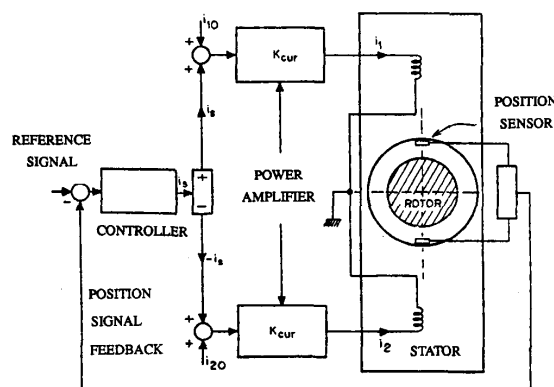 i10
+
+
Kcur
i1
POSITION
SENSOR
is
REFERENCE
SIGNAL
POWER
AMPLIFIER
is
+
−
−
ROTOR
CONTROLLER
-is
POSITION
SIGNAL
FEEDBACK
+
+
Kcur
i2
i20
STATOR